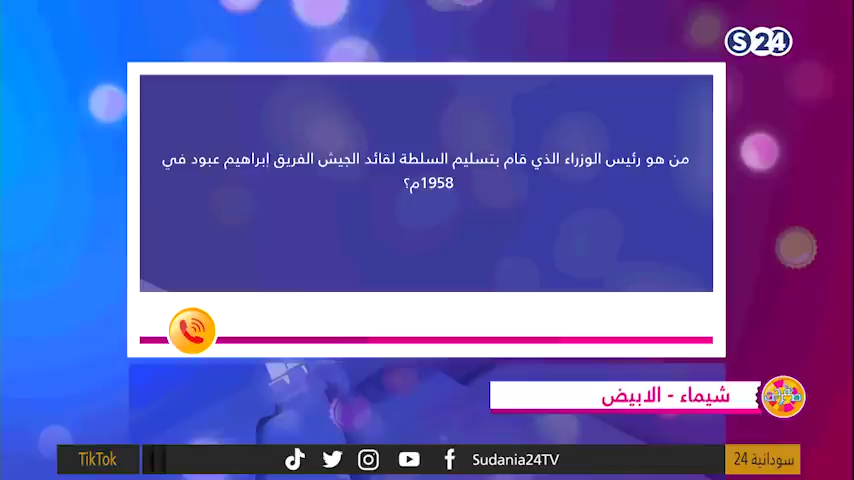 S24
من هو رئيس الوزراء الذي قام بتسليم السلطة لقائد الجيش الفريق إبراهيم عبود في
1958م؟
شيماء - الابيض
TikTok
Sudania24TV
سودانية 24